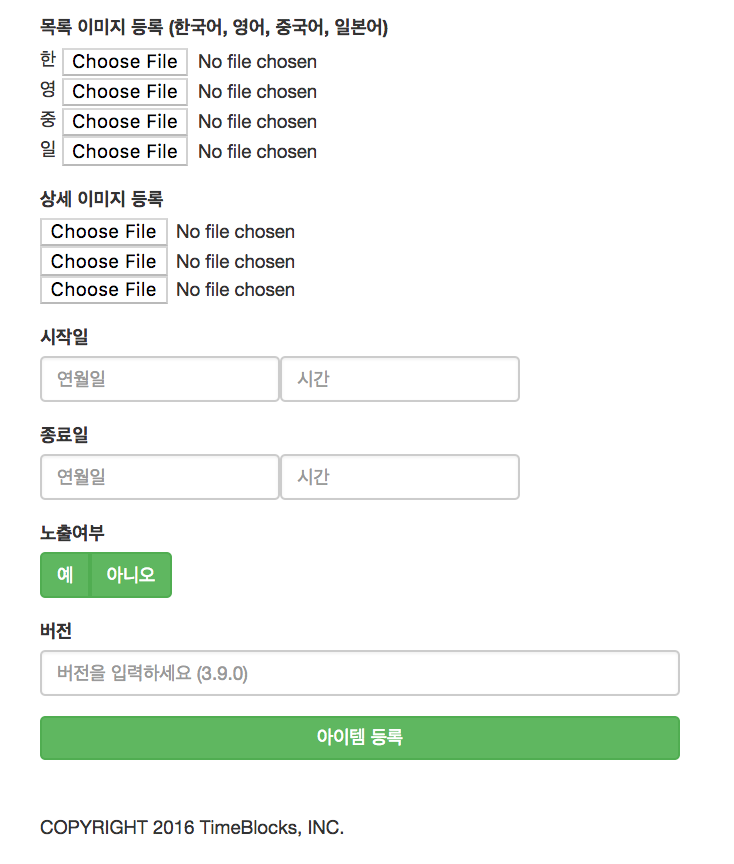 목록 이미지 등록 (한국어, 영어, 중국어, 일본어)
한 Choose File No file chosen
영 Choose File No file chosen
중 Choose File No file chosen
일 Choose File No file chosen
상세 이미지 등록
Choose File No file chosen
Choose File No file chosen
Choose File No file chosen
시작일
연월일 시간
종료일
연월일 시간
노출여부
예 아니오
버전
버전을 입력하세요 (3.9.0)
아이템 등록
COPYRIGHT 2016 TimeBlocks, INC.